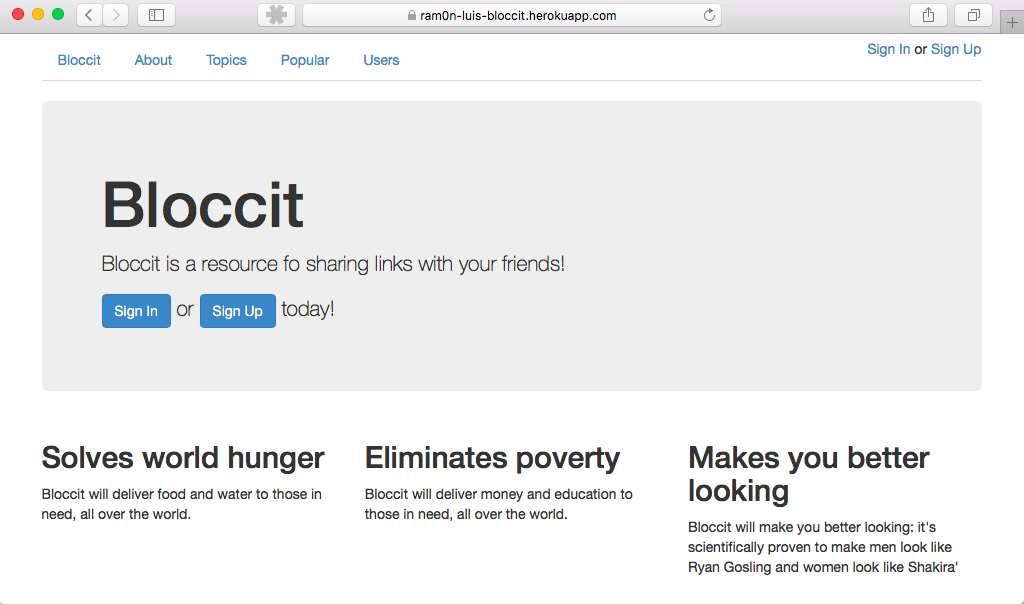 ram0n-luis-bloccit.herokuapp.com
Bloccit About Topics Popular Users Sign In or Sign Up
Bloccit
Bloccit is a resource fo sharing links with your friends!
Sign In or Sign Up today!
Solves world hunger
Bloccit will deliver food and water to those in
need, all over the world.
Eliminates poverty
Bloccit will deliver money and education to
those in need, all over the world.
Makes you better
looking
Bloccit will make you better looking: it's
scientifically proven to make men look like
Ryan Gosling and women look like Shakira'